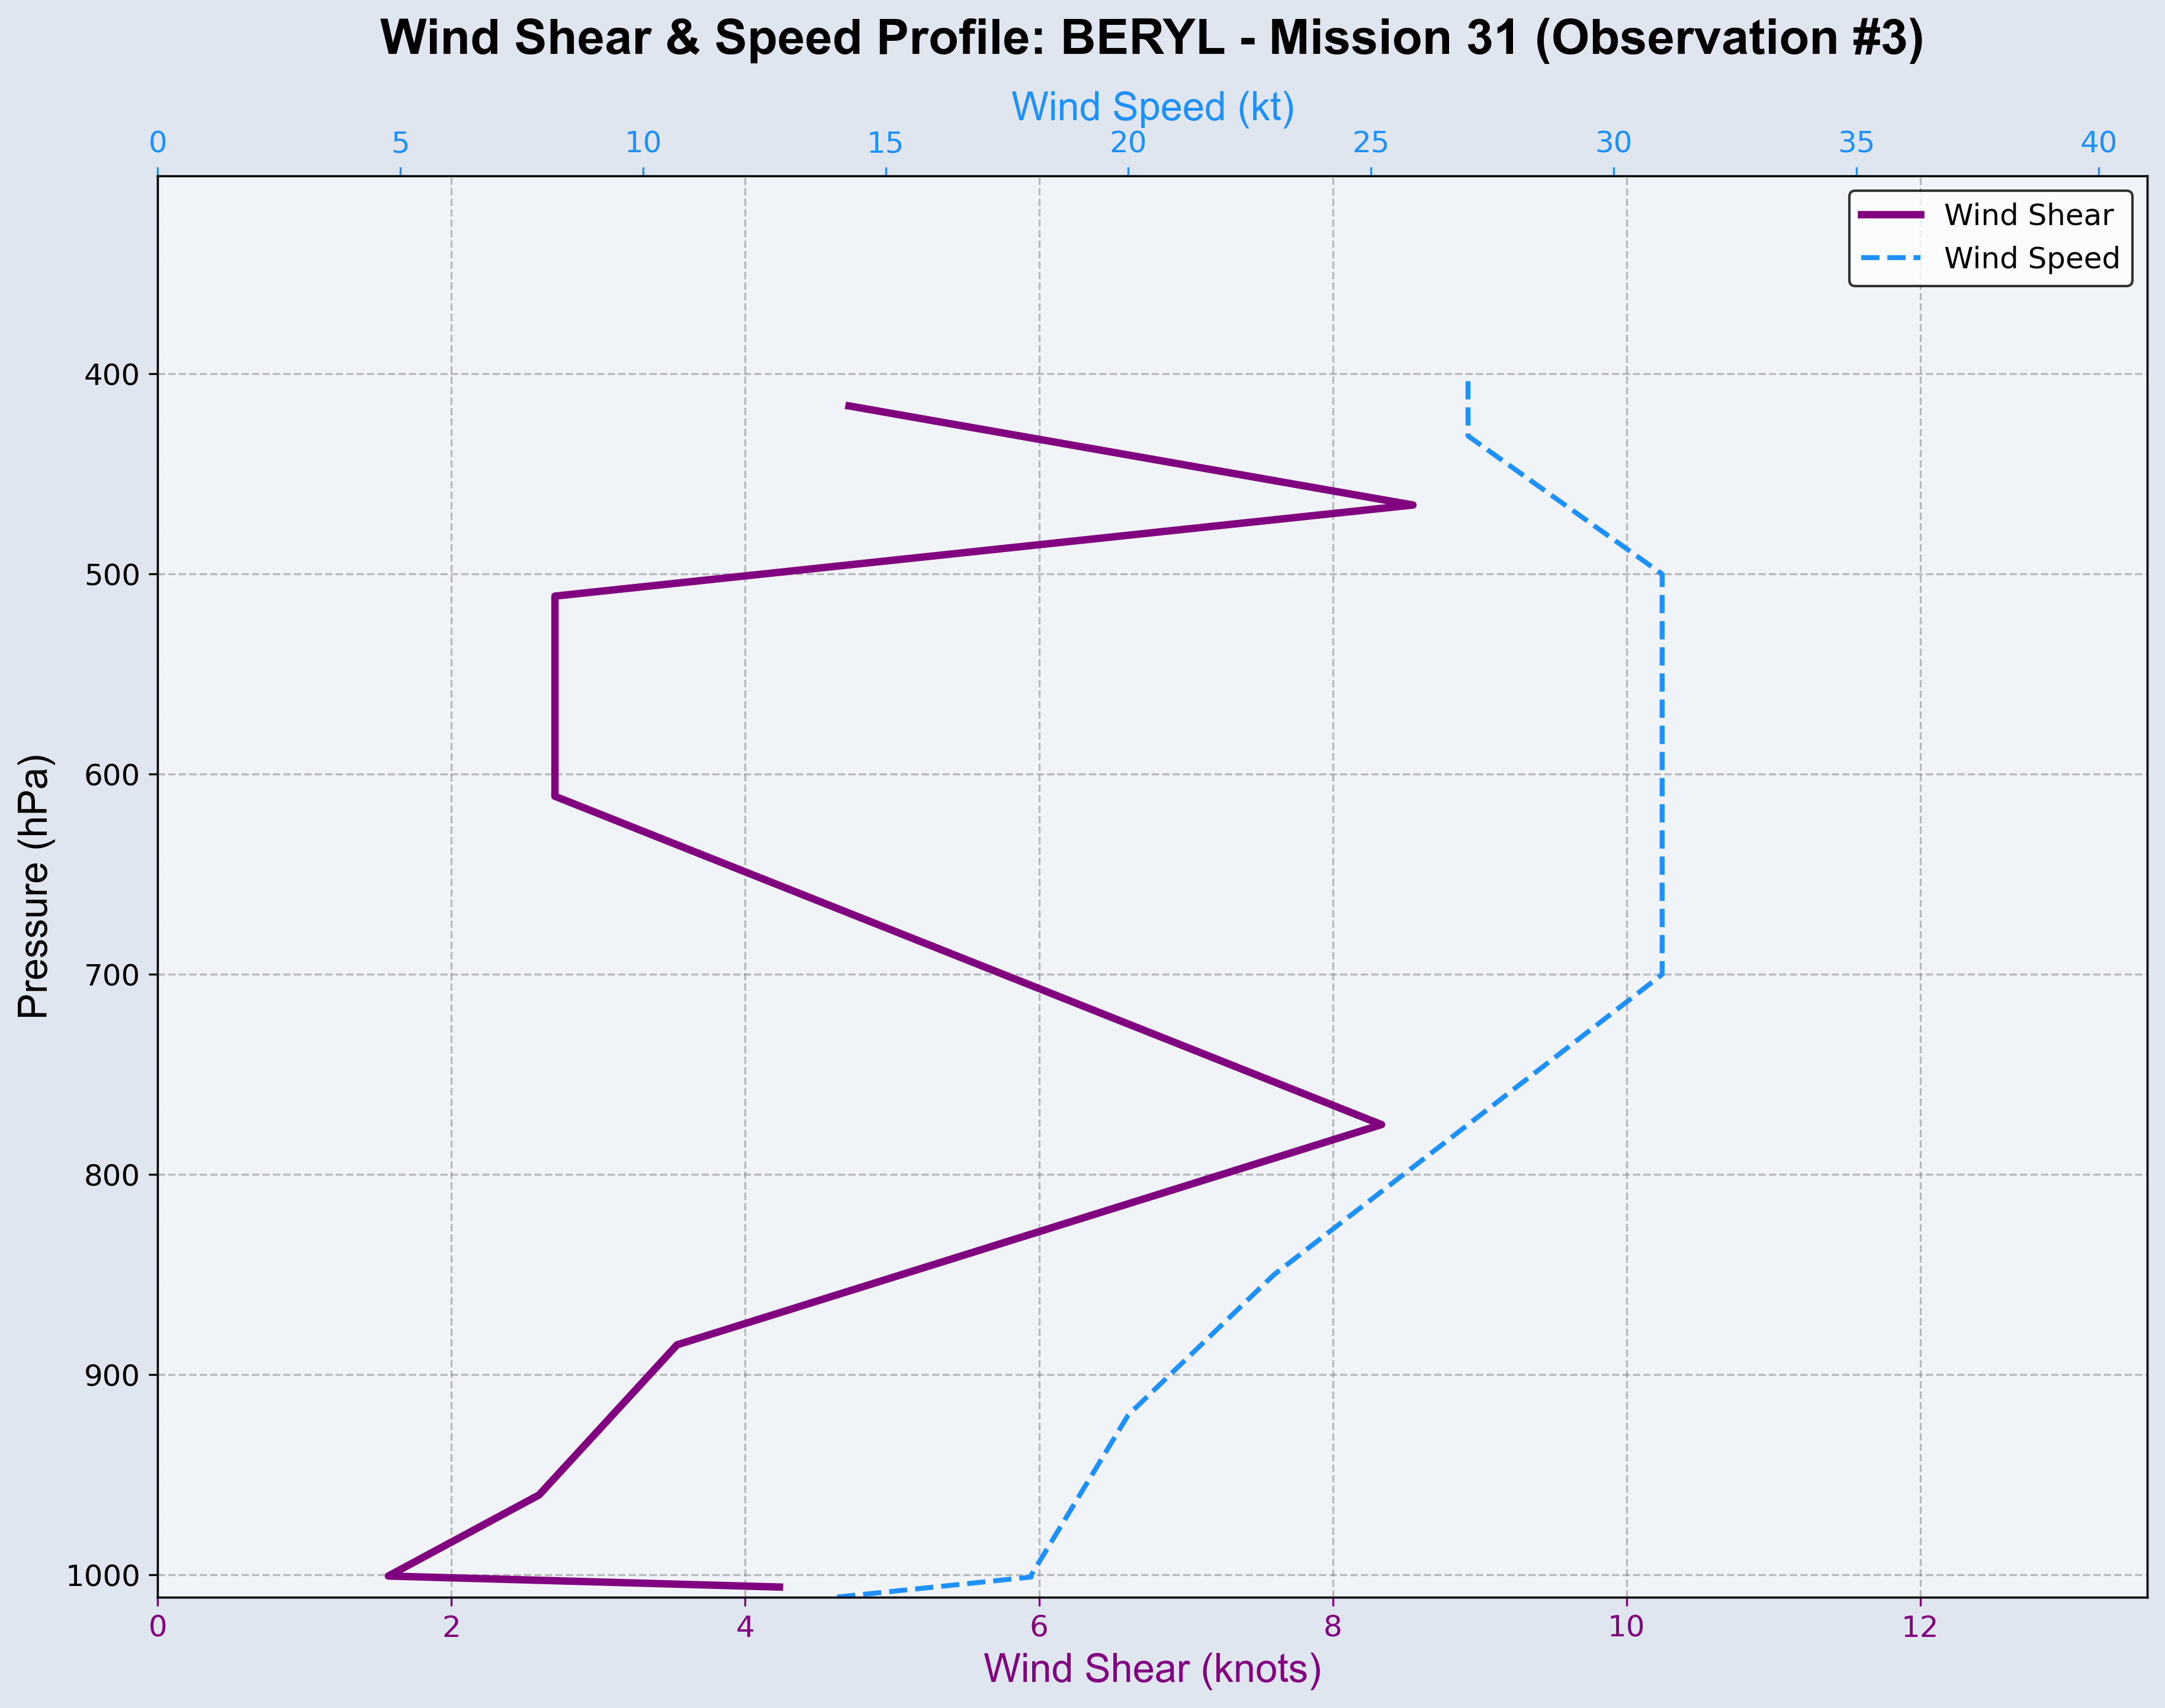 Wind Shear & Speed Profile: BERYL - Mission 31 (Observation #3)
Wind Speed (kt)
0 5 10 15 20 25 30 35 40
Wind Shear
Wind Speed
Pressure (hPa)
400
500
600
700
800
900
1000
0 2 4 6 8 10 12
Wind Shear (knots)